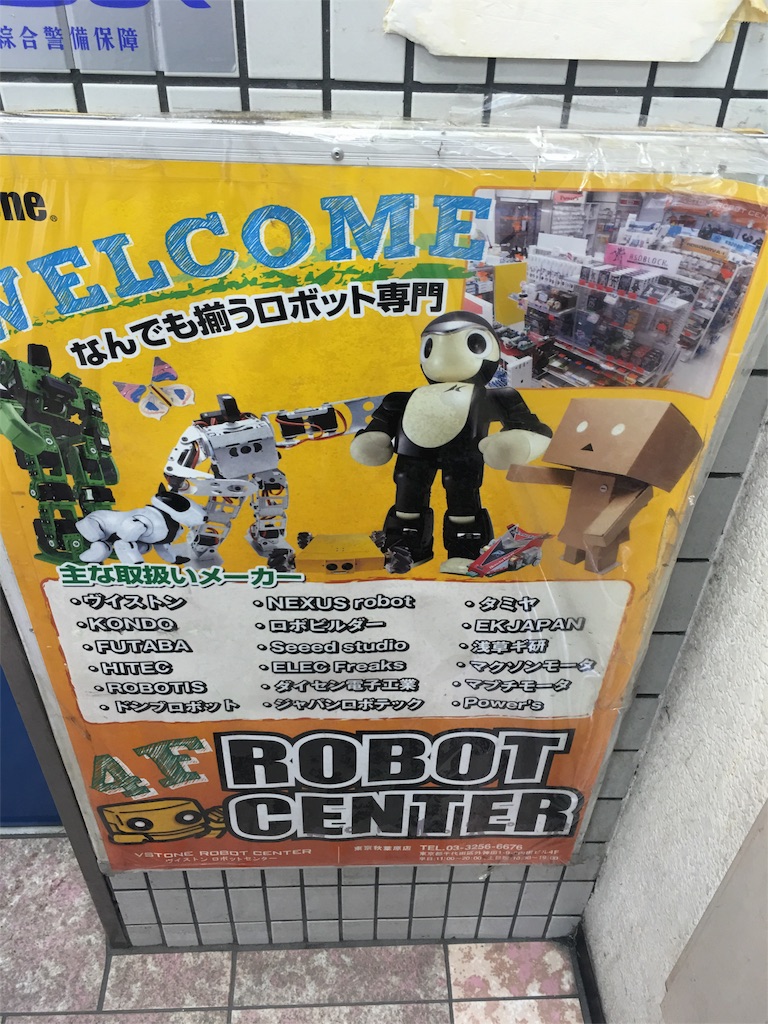 綜合警備保障
one
WELCOME
なんでも揃うロボット専門
主な取扱いメーカー
・ヴイストン
・KONDO
・FUTABA
・HITEC
・ROBOTIS
・ドンブロボット
・NEXUS robot
・ロボビルダー
・Seeed studio
・ELEC Freaks
・ダイセン電子工業
・ジャパンロボテック
・タミヤ
・EKJAPAN
・浅草ギ研
・マクソンモータ
・マブチモータ
・Power's
4F ROBOT
CENTER
VSTONE ROBOT CENTER
ヴイストン ロボットセンター
東京秋葉原店
TEL.03-3256-6676